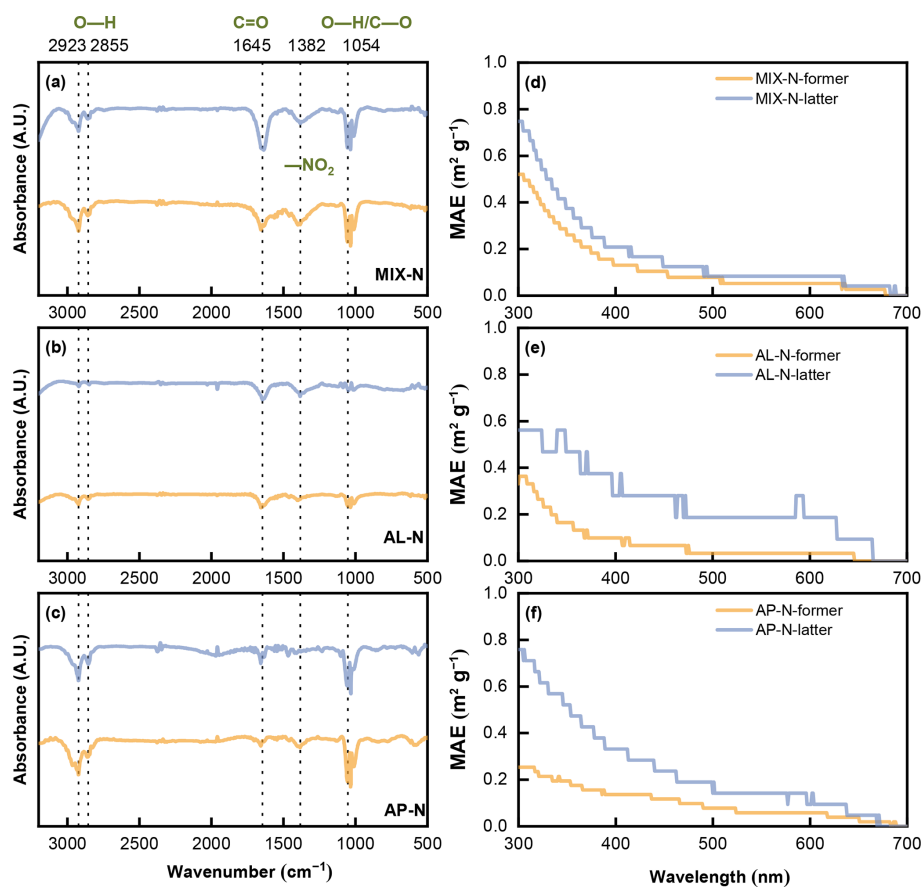 O—H C=O O—H/C—O
2923 2855 1645 1382 1054
(a)
—NO₂
MIX-N
Absorbance (A.U.)
3000 2500 2000 1500 1000 500
(b)
AL-N
Absorbance (A.U.)
3000 2500 2000 1500 1000 500
(c)
AP-N
Absorbance (A.U.)
3000 2500 2000 1500 1000 500
Wavenumber (cm⁻¹)
(d)
MIX-N-former
MIX-N-latter
MAE (m² g⁻¹)
1.0
0.8
0.6
0.4
0.2
0.0
300 400 500 600 700
(e)
AL-N-former
AL-N-latter
MAE (m² g⁻¹)
1.0
0.8
0.6
0.4
0.2
0.0
300 400 500 600 700
(f)
AP-N-former
AP-N-latter
MAE (m² g⁻¹)
1.0
0.8
0.6
0.4
0.2
0.0
300 400 500 600 700
Wavelength (nm)